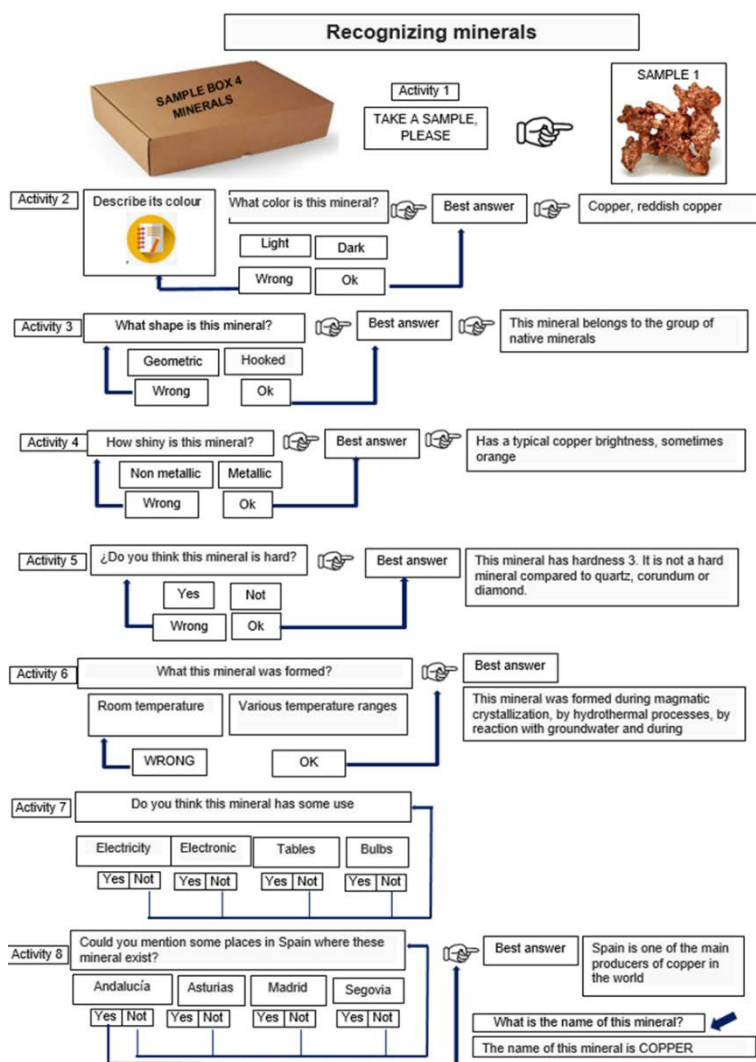 Recognizing minerals
SAMPLE BOX 4
MINERALS
Activity 1
TAKE A SAMPLE,
PLEASE
SAMPLE 1
Activity 2
Describe its colour
What color is this mineral?
Best answer
Copper, reddish copper
Light
Dark
Wrong
Ok
Activity 3
What shape is this mineral?
Best answer
This mineral belongs to the group of
native minerals
Geometric
Hooked
Wrong
Ok
Activity 4
How shiny is this mineral?
Best answer
Has a typical copper brightness, sometimes
orange
Non metallic
Metallic
Wrong
Ok
Activity 5
¿Do you think this mineral is hard?
Best answer
This mineral has hardness 3. It is not a hard
mineral compared to quartz, corundum or
diamond.
Yes
Not
Wrong
Ok
Activity 6
What this mineral was formed?
Best answer
Room temperature
Various temperature ranges
This mineral was formed during magmatic
crystallization, by hydrothermal processes, by
reaction with groundwater and during
WRONG
OK
Activity 7
Do you think this mineral has some use
Electricity
Electronic
Tables
Bulbs
Yes Not
Yes Not
Yes Not
Yes Not
Activity 8
Could you mention some places in Spain where these
mineral exist?
Best answer
Spain is one of the main
producers of copper in
the world
Andalucía
Asturias
Madrid
Segovia
Yes Not
Yes Not
Yes Not
Yes Not
What is the name of this mineral?
The name of this mineral is COPPER